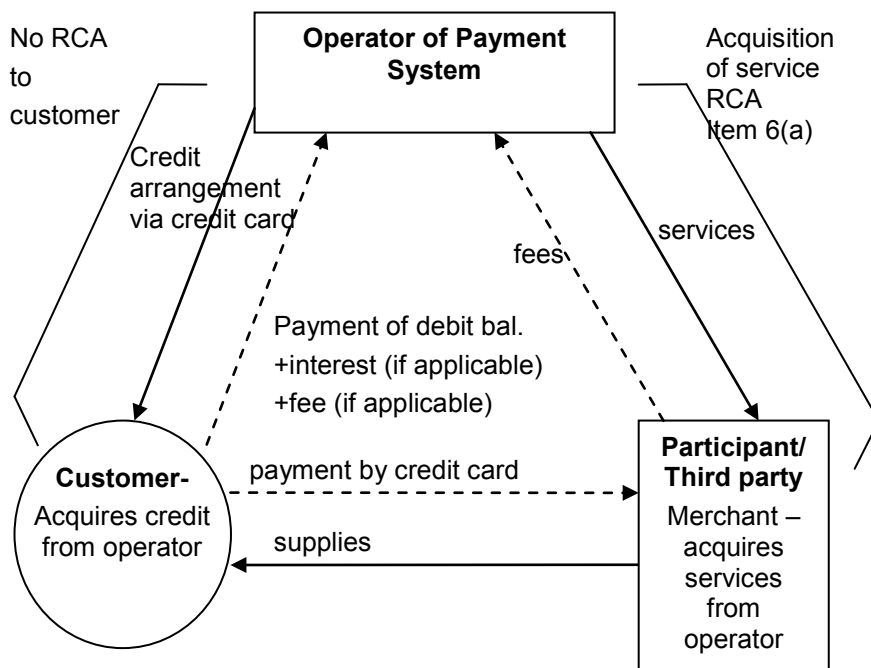 No RCA
to
customer
Operator of Payment
System
Acquisition
of service
RCA
Item 6(a)
Credit
arrangement
via credit card
fees
services
Payment of debit bal.
+interest (if applicable)
+fee (if applicable)
Customer-
Acquires credit
from operator
payment by credit card
supplies
Participant/
Third party
Merchant –
acquires
services
from
operator